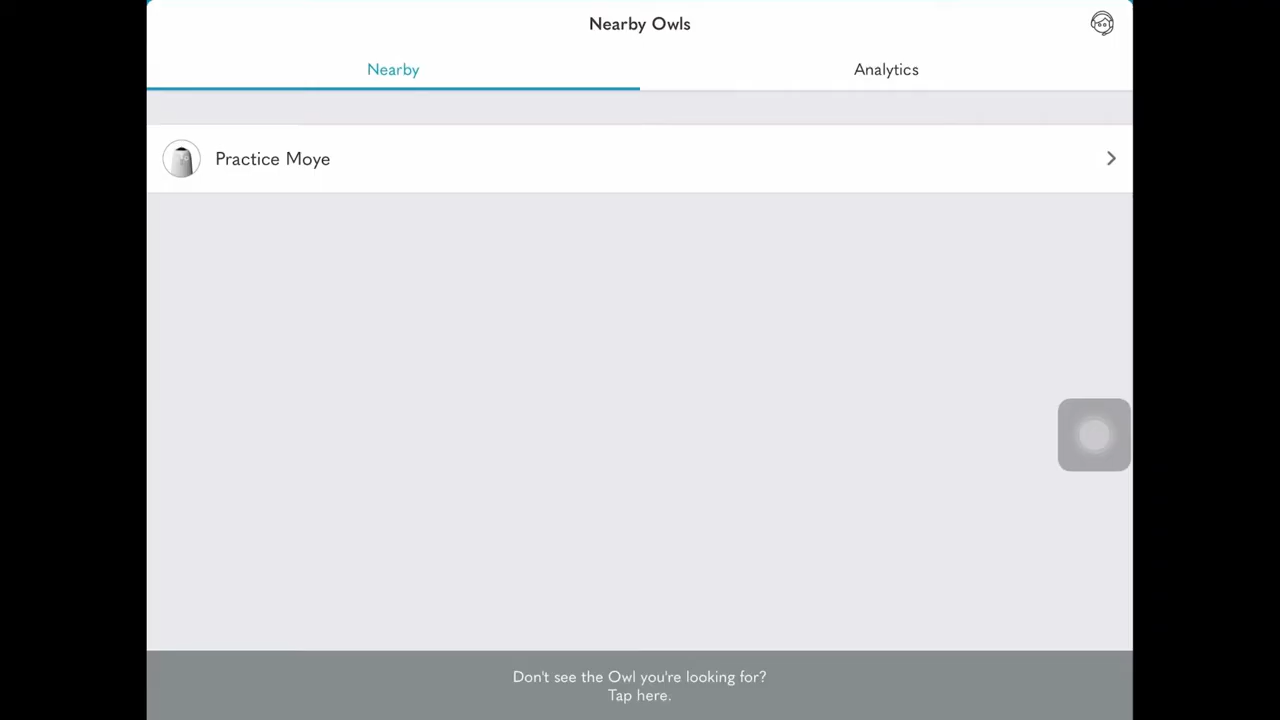 Nearby Owls
Nearby
Analytics
Practice Moye
Don't see the Owl you're looking for?
Tap here.